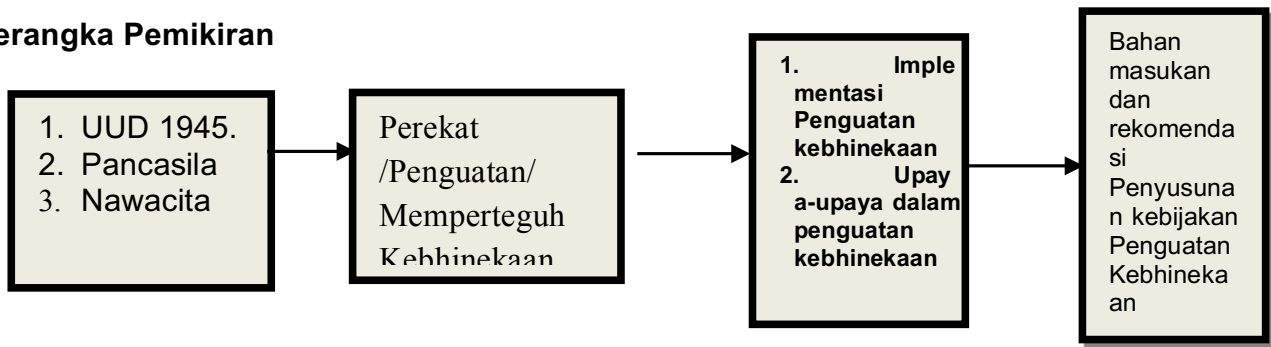 erangka Pemikiran
1. UUD 1945.
2. Pancasila
3. Nawacita
Perekat
/Penguatan/
Memperteguh
Kebhinekaan
1. Imple
mentasi
Penguatan
kebhinekaan
2. Upay
a-upaya dalam
penguatan
kebhinekaan
Bahan
masukan
dan
rekomenda
si
Penyusuna
n kebijakan
Penguatan
Kebhineka
an